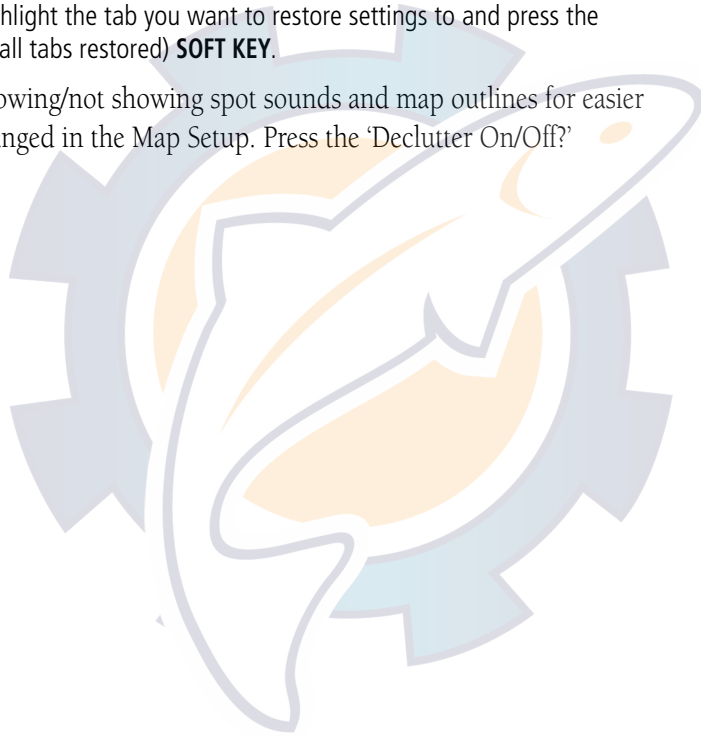 hlight the tab you want to restore settings to and press the
all tabs restored) SOFT KEY.
owing/not showing spot sounds and map outlines for easier
nged in the Map Setup. Press the ‘Declutter On/Off?’